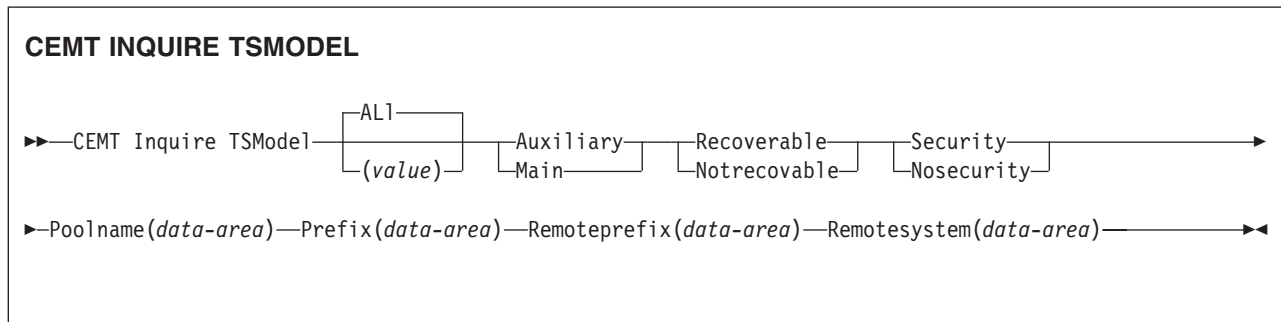 CEMT INQUIRE TSMODEL
ALl
CEMT Inquire TSModel Auxiliary Recoverable Security
(value) Main Notrecovable Nosecurity
Poolname(data-area) Prefix(data-area) Remoteprefix(data-area) Remotesystem(data-area)